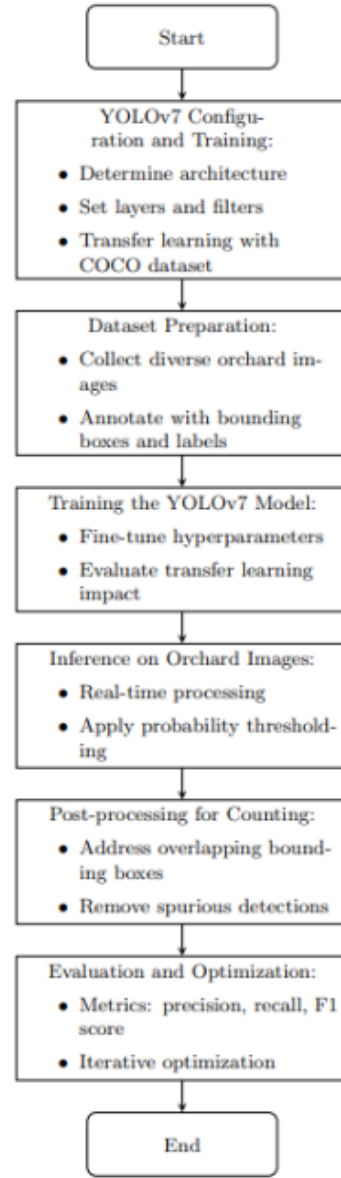 Start
YOLOv7 Configu-
ration and Training:
• Determine architecture
• Set layers and filters
• Transfer learning with
COCO dataset
Dataset Preparation:
• Collect diverse orchard im-
ages
• Annotate with bounding
boxes and labels
Training the YOLOv7 Model:
• Fine-tune hyperparameters
• Evaluate transfer learning
impact
Inference on Orchard Images:
• Real-time processing
• Apply probability threshold-
ing
Post-processing for Counting:
• Address overlapping bound-
ing boxes
• Remove spurious detections
Evaluation and Optimization:
• Metrics: precision, recall, F1
score
• Iterative optimization
End